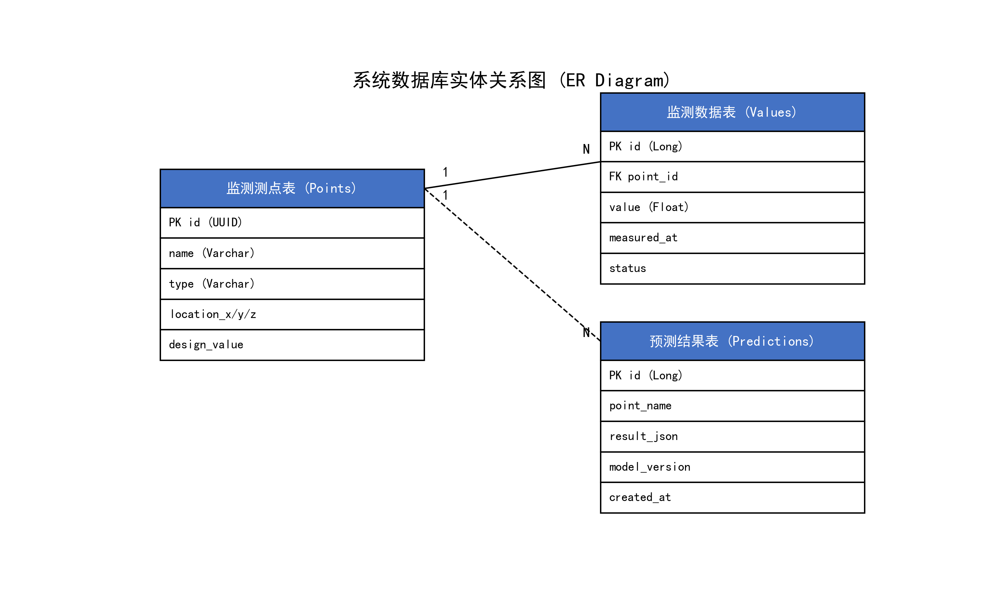 系统数据库实体关系图 (ER Diagram)
监测测点表 (Points)
PK id (UUID)
name (Varchar)
type (Varchar)
location_x/y/z
design_value
1
1
N
N
监测数据表 (Values)
PK id (Long)
FK point_id
value (Float)
measured_at
status
预测结果表 (Predictions)
PK id (Long)
point_name
result_json
model_version
created_at